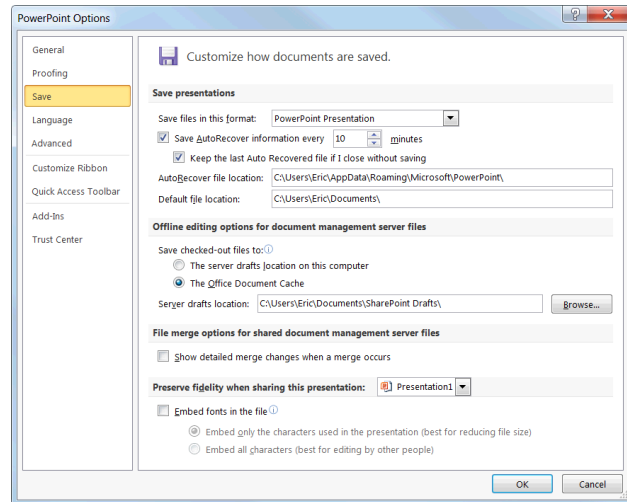 PowerPoint Options
General
Proofing
Save
Language
Advanced
Customize Ribbon
Quick Access Toolbar
Add-Ins
Trust Center
Customize how documents are saved.
Save presentations
Save files in this format: PowerPoint Presentation
Save AutoRecover information every 10 minutes
Keep the last Auto Recovered file if I close without saving
AutoRecover file location: C:\Users\Eric\AppData\Roaming\Microsoft\PowerPoint\
Default file location: C:\Users\Eric\Documents\
Offline editing options for document management server files
Save checked-out files to:
The server drafts location on this computer
The Office Document Cache
Server drafts location: C:\Users\Eric\Documents\SharePoint Drafts\ Browse...
File merge options for shared document management server files
Show detailed merge changes when a merge occurs
Preserve fidelity when sharing this presentation: Presentation1
Embed fonts in the file
Embed only the characters used in the presentation (best for reducing file size)
Embed all characters (best for editing by other people)
OK Cancel